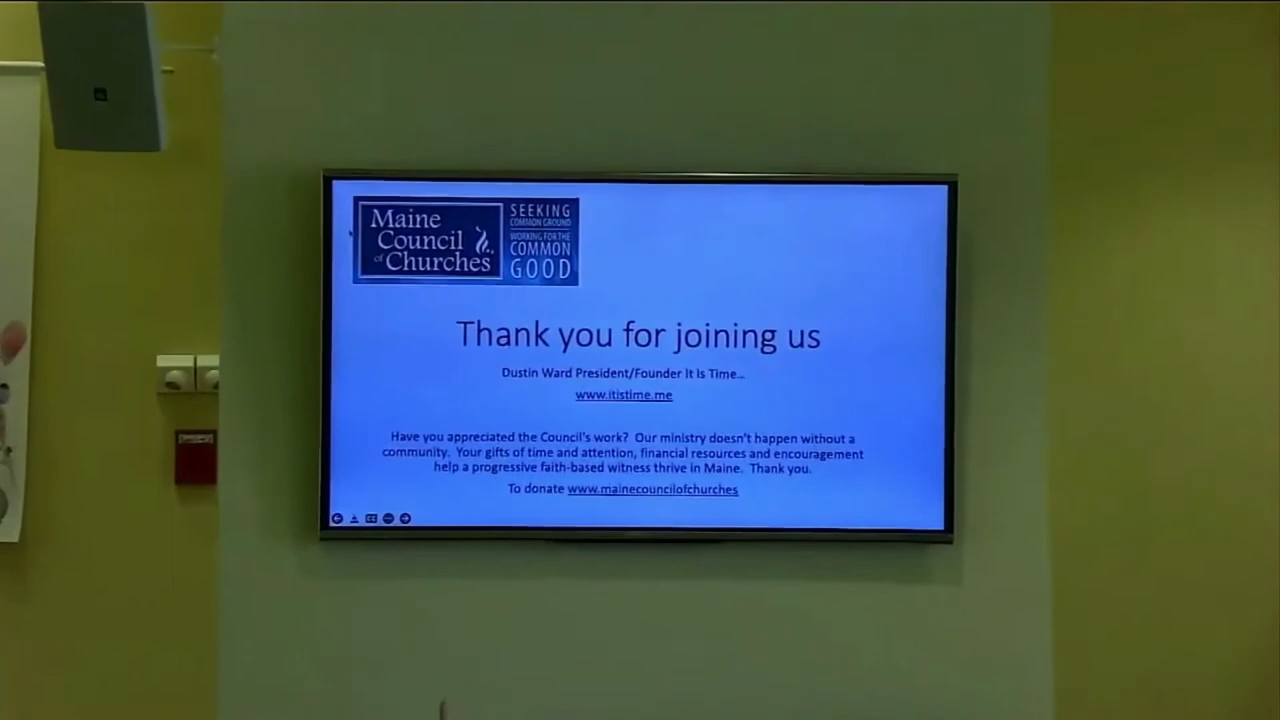 Maine
Council
of Churches
SEEKING
COMMON GROUND
WORKING FOR THE
COMMON
GOOD
Thank you for joining us
Dustin Ward President/Founder It Is Time...
www.itistime.me
Have you appreciated the Council's work? Our ministry doesn't happen without a
community. Your gifts of time and attention, financial resources and encouragement
help a progressive faith-based witness thrive in Maine. Thank you.
To donate www.mainecouncilofchurches